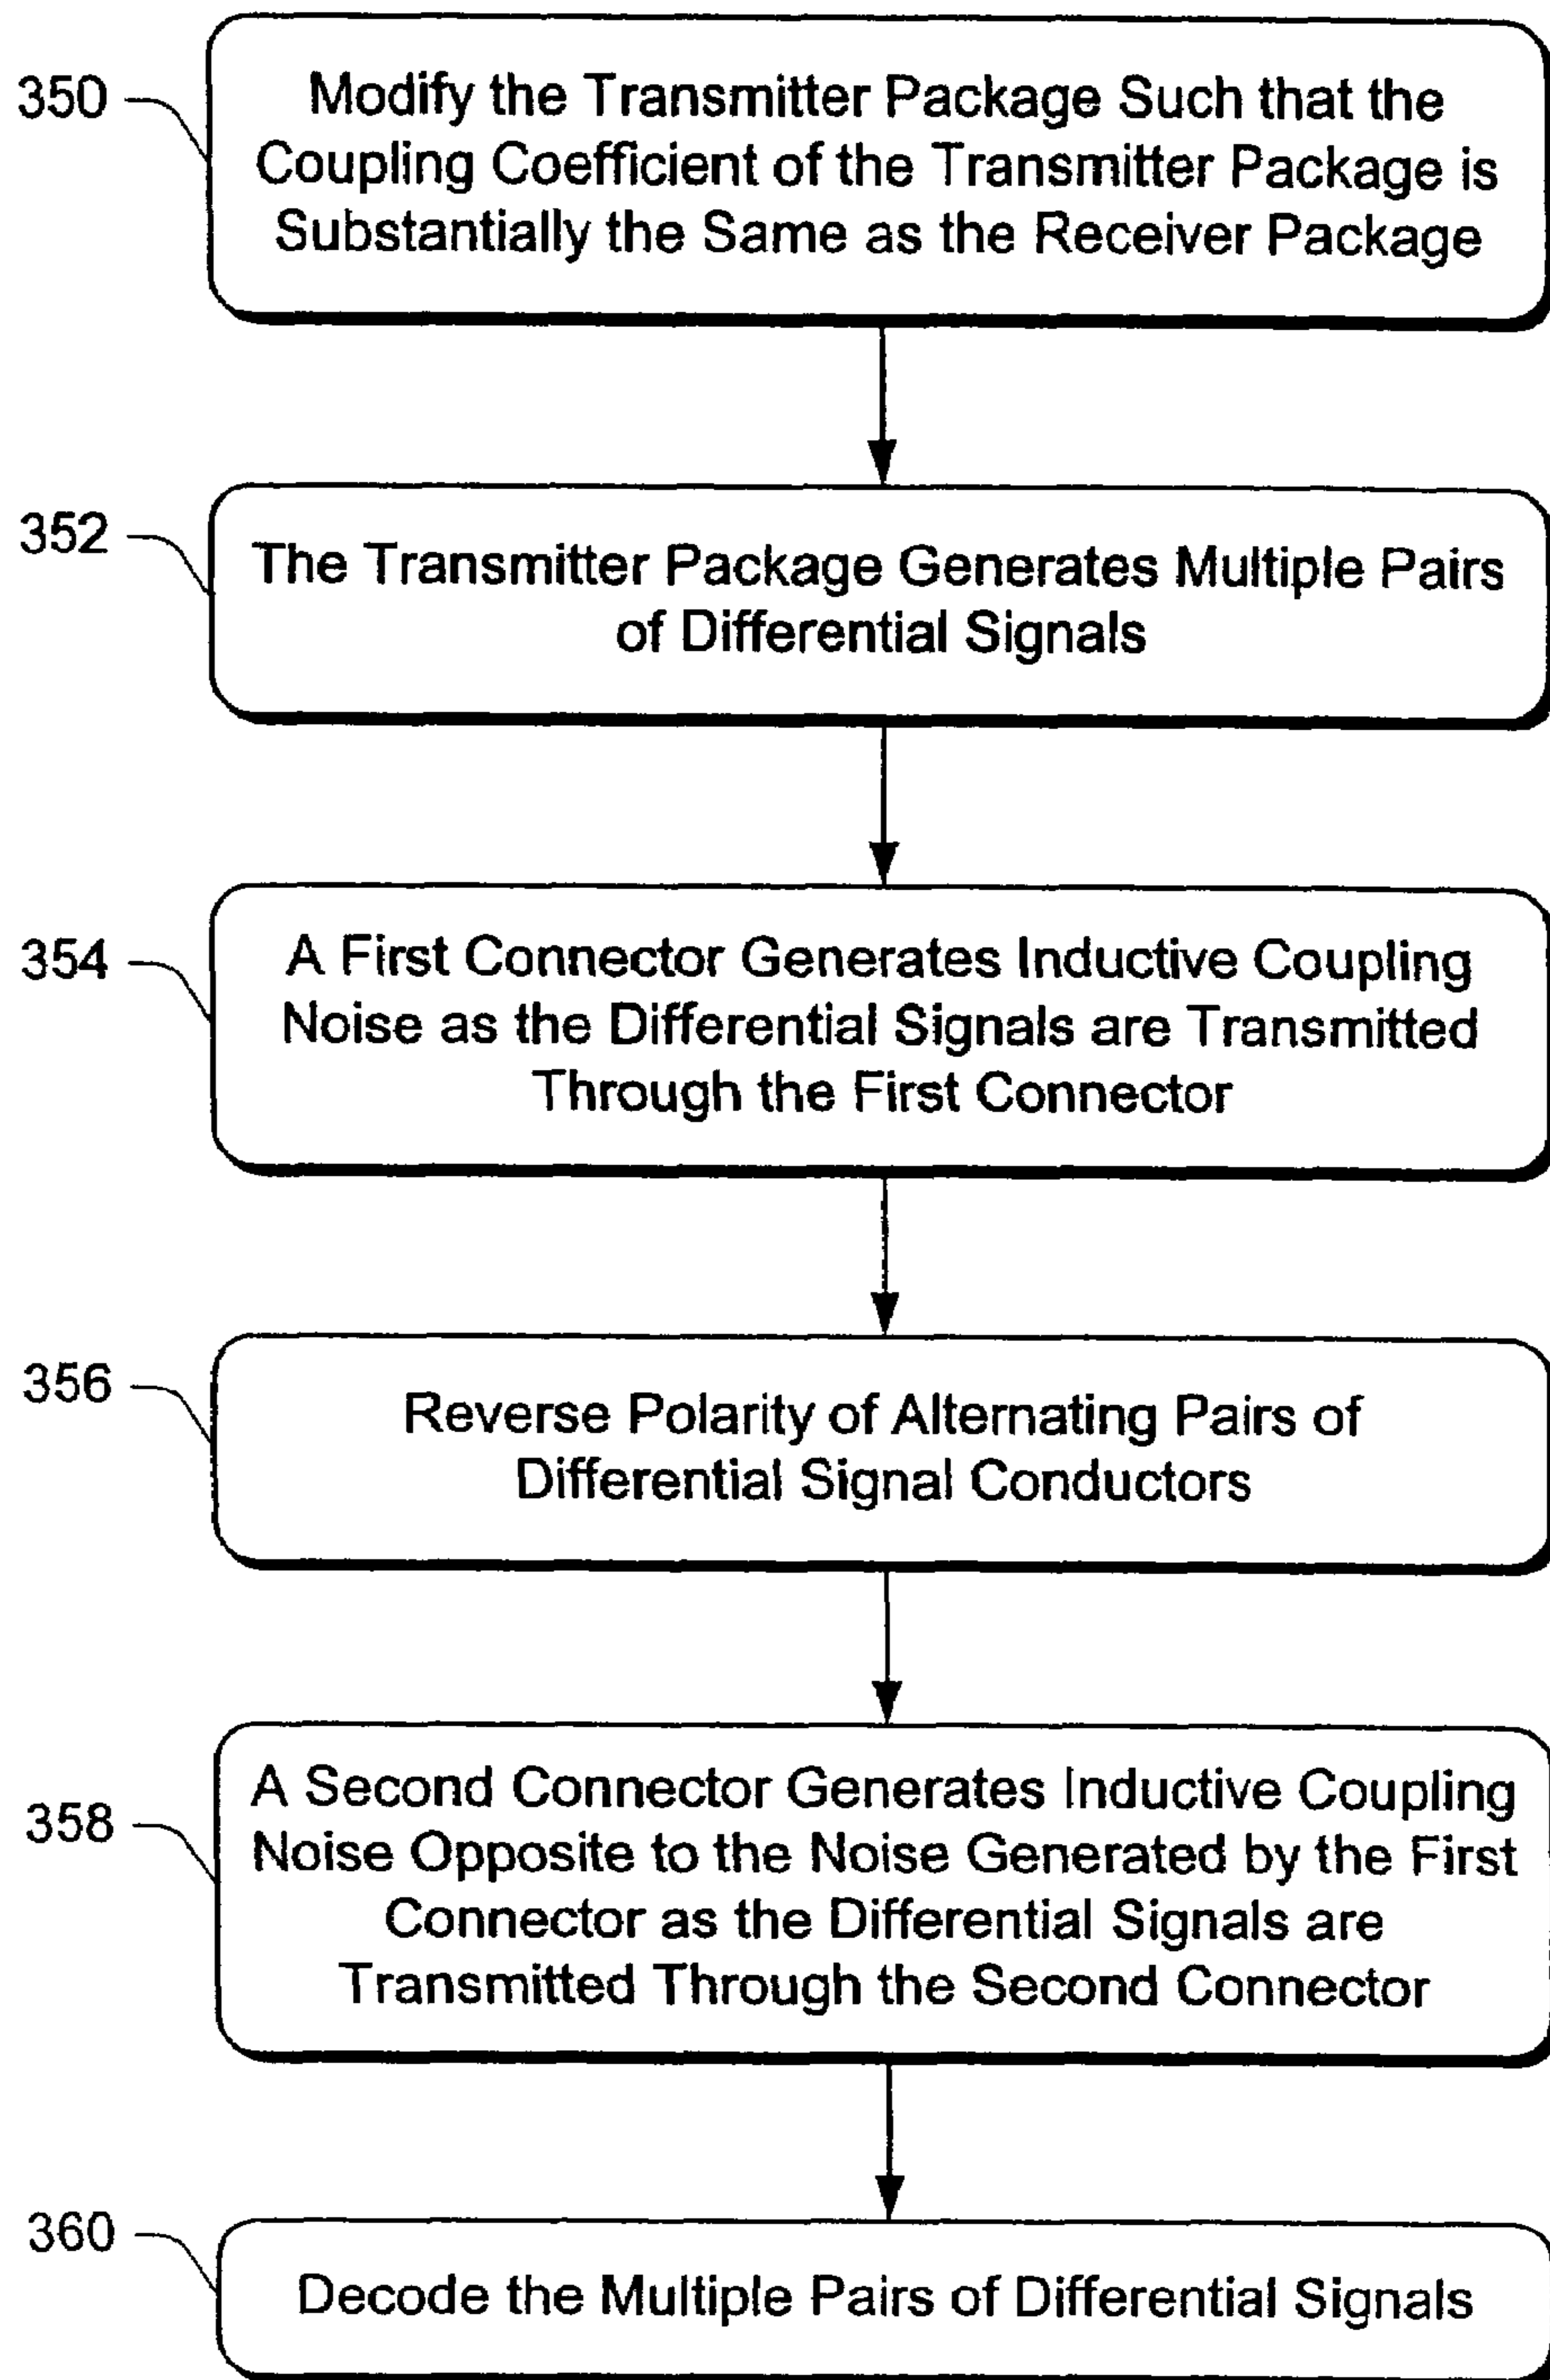 350
Modify the Transmitter Package Such that the
Coupling Coefficient of the Transmitter Package is
Substantially the Same as the Receiver Package
352
The Transmitter Package Generates Multiple Pairs
of Differential Signals
354
A First Connector Generates Inductive Coupling
Noise as the Differential Signals are Transmitted
Through the First Connector
356
Reverse Polarity of Alternating Pairs of
Differential Signal Conductors
358
A Second Connector Generates Inductive Coupling
Noise Opposite to the Noise Generated by the First
Connector as the Differential Signals are
Transmitted Through the Second Connector
360
Decode the Multiple Pairs of Differential Signals